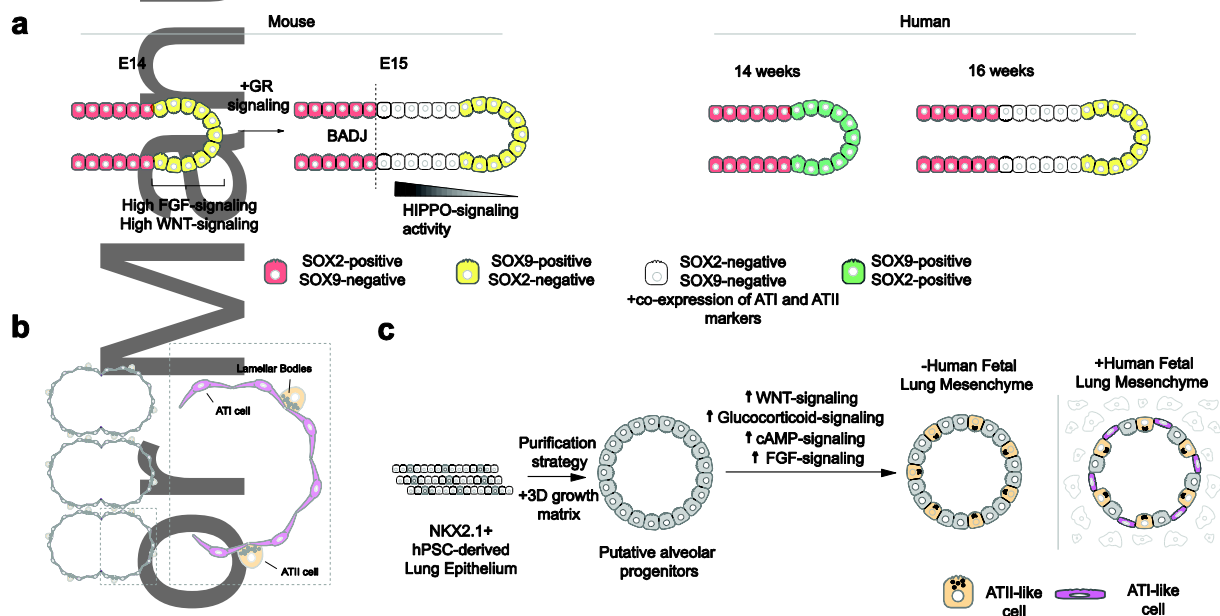 a
Mouse
Human
E14
+GR
signaling
E15
14 weeks
16 weeks
BADJ
High FGF-signaling
High WNT-signaling
HIPPO-signaling
activity
SOX2-positive
SOX9-negative
SOX9-positive
SOX2-negative
SOX2-negative
SOX9-negative
+co-expression of ATI and ATII
markers
SOX9-positive
SOX2-positive
b
Lamellar Bodies
ATI cell
ATII cell
c
NKX2.1+
hPSC-derived
Lung Epithelium
Purification
strategy
+3D growth
matrix
Putative alveolar
progenitors
↑ WNT-signaling
↑ Glucocorticoid-signaling
↑ cAMP-signaling
↑ FGF-signaling
-Human Fetal
Lung Mesenchyme
+Human Fetal
Lung Mesenchyme
ATII-like
cell
ATI-like
cell